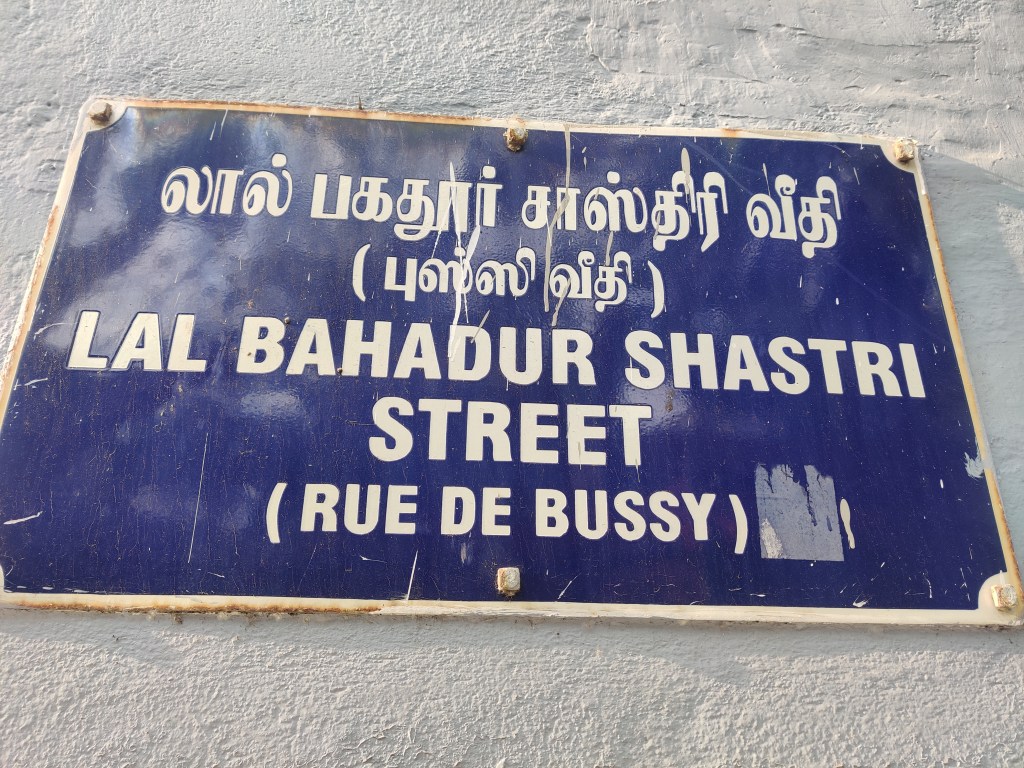 லால் பகதூர் சாஸ்திரி வீதி
( புஸ்ஸி வீதி )
LAL BAHADUR SHASTRI
STREET
( RUE DE BUSSY )